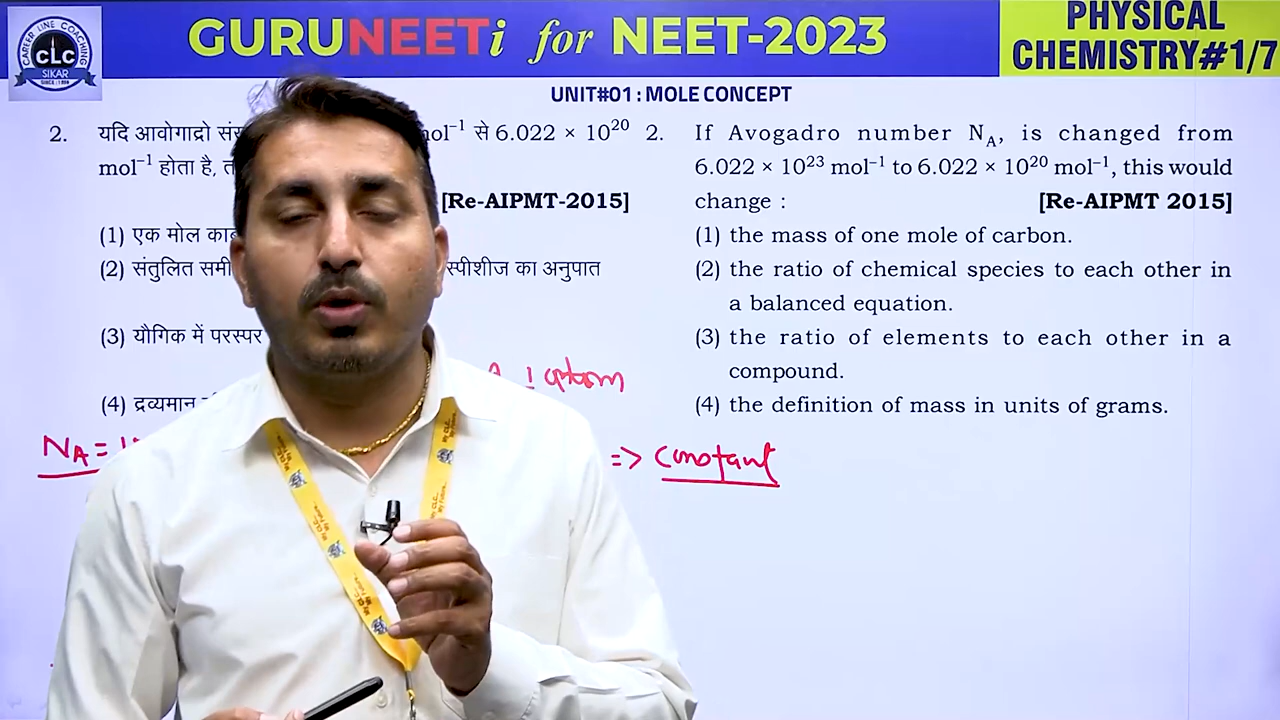 CAREER LINE COACHING
CLC
SIKAR
SINCE : 1996
GURUNEETi for NEET-2023
PHYSICAL
CHEMISTRY#1/7
UNIT#01 : MOLE CONCEPT
2. यदि आवोगाद्रो mol⁻¹ से 6.022 × 10²⁰
mol⁻¹ होता है,
[Re-AIPMT-2015]
(1) एक मोल
(2) संतुलित स्पीशीज का अनुपात
(3) यौगिक में परस्पर
(4) द्रव्यमान
2. If Avogadro number N_A, is changed from
6.022 × 10²³ mol⁻¹ to 6.022 × 10²⁰ mol⁻¹, this would
change : [Re-AIPMT 2015]
(1) the mass of one mole of carbon.
(2) the ratio of chemical species to each other in
a balanced equation.
(3) the ratio of elements to each other in a
compound.
(4) the definition of mass in units of grams.
1 atom
N_A =
=> constant